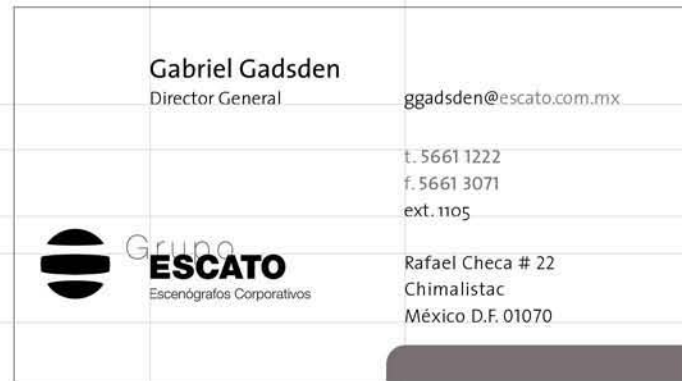 Gabriel Gadsden
Director General
ggadsden@escato.com.mx
t. 5661 1222
f. 5661 3071
ext. 1105
Grupo
ESCATO
Escenógrafos Corporativos
Rafael Checa # 22
Chimalistac
México D.F. 01070